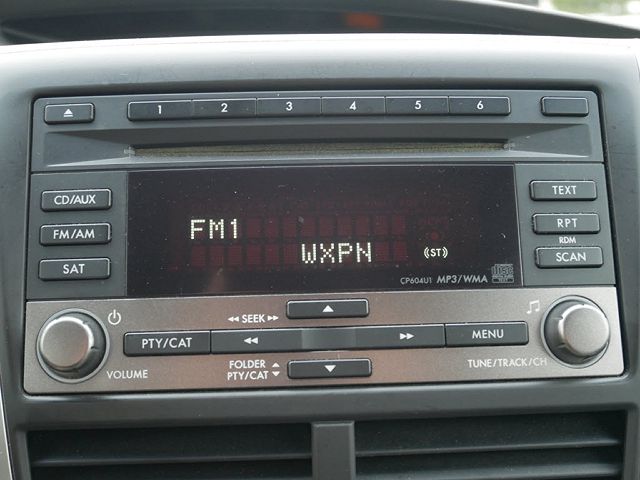 1 2 3 4 5 6
CD/AUX
FM/AM
SAT
FM1
WXPN
(ST)
CP604U1 MP3/WMA
TEXT
RPT
RDM
SCAN
SEEK
PTY/CAT
MENU
VOLUME
FOLDER
PTY/CAT
TUNE/TRACK/CH